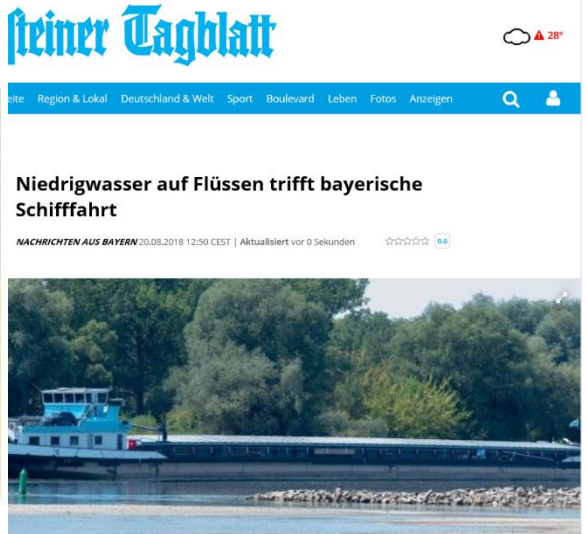 steiner Tagblatt
28°
eite Region & Lokal Deutschland & Welt Sport Boulevard Leben Fotos Anzeigen
Niedrigwasser auf Flüssen trifft bayerische
Schifffahrt
NACHRICHTEN AUS BAYERN 20.08.2018 12:50 CEST | Aktualisiert vor 0 Sekunden 0.0